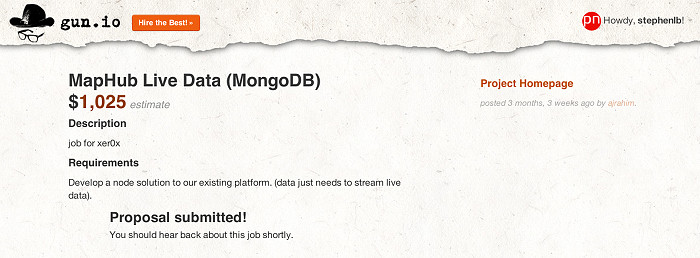 gun.io
Hire the Best! »
pn
Howdy, stephenlb! ▾
MapHub Live Data (MongoDB)
$1,025 estimate
Description
job for xer0x
Requirements
Develop a node solution to our existing platform. (data just needs to stream live
data).
Proposal submitted!
You should hear back about this job shortly.
Project Homepage
posted 3 months, 3 weeks ago by ajrahim.